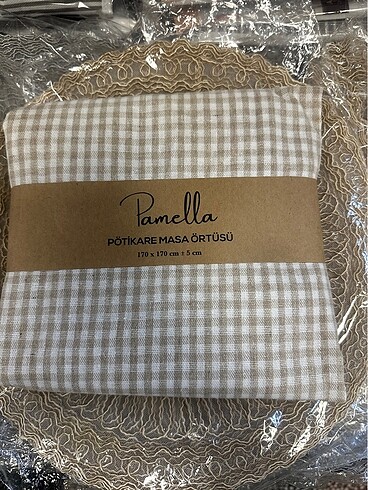 Pamella
PÖTİKARE MASA ÖRTÜSÜ
170 x 170 cm ± 5 cm